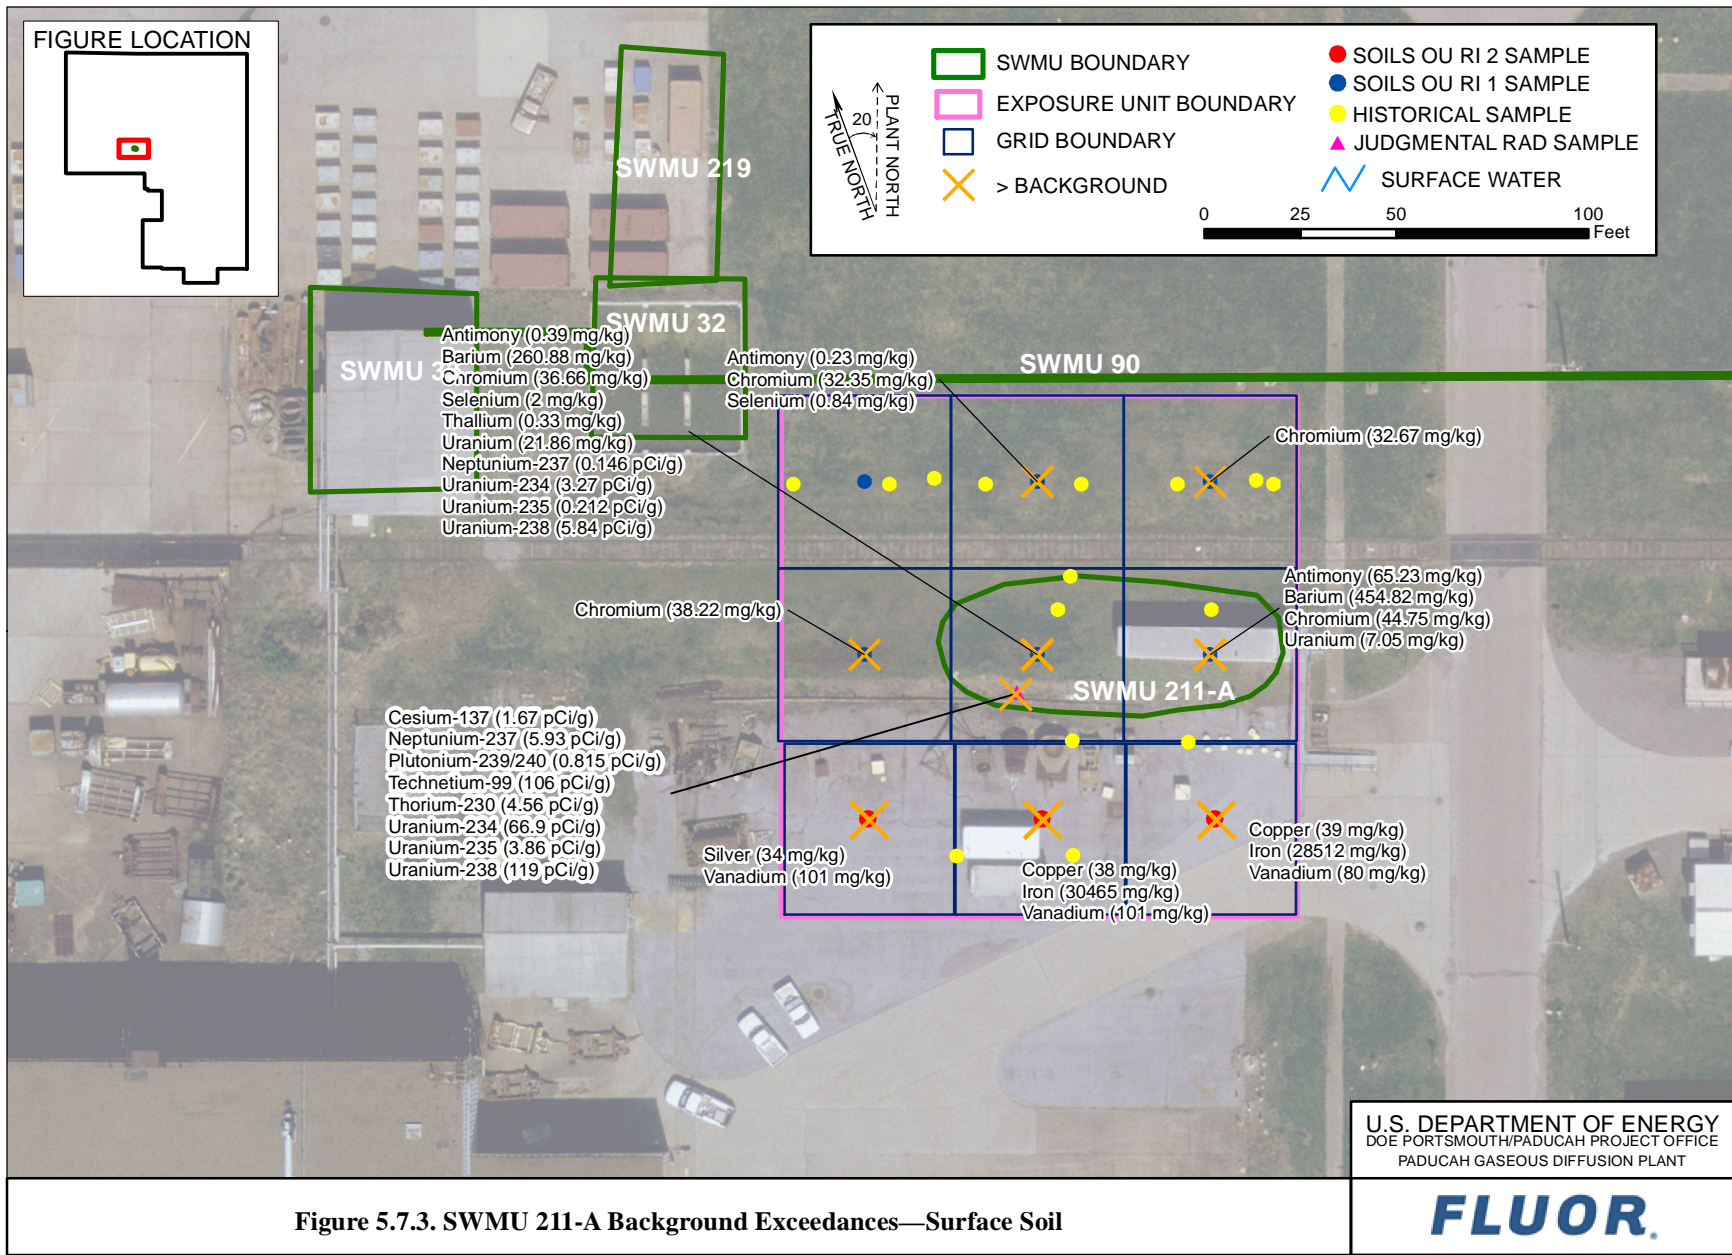 FIGURE LOCATION
SWMU BOUNDARY
EXPOSURE UNIT BOUNDARY
GRID BOUNDARY
> BACKGROUND
SOILS OU RI 2 SAMPLE
SOILS OU RI 1 SAMPLE
HISTORICAL SAMPLE
JUDGMENTAL RAD SAMPLE
SURFACE WATER
TRUE NORTH
20
PLANT NORTH
0 25 50 100
Feet
SWMU 219
SWMU 32
SWMU 3
SWMU 90
Antimony (0.39 mg/kg)
Barium (260.88 mg/kg)
Chromium (36.66 mg/kg)
Selenium (2 mg/kg)
Thallium (0.33 mg/kg)
Uranium (21.86 mg/kg)
Neptunium-237 (0.146 pCi/g)
Uranium-234 (3.27 pCi/g)
Uranium-235 (0.212 pCi/g)
Uranium-238 (5.84 pCi/g)
Antimony (0.23 mg/kg)
Chromium (32.35 mg/kg)
Selenium (0.84 mg/kg)
Chromium (32.67 mg/kg)
Chromium (38.22 mg/kg)
Antimony (65.23 mg/kg)
Barium (454.82 mg/kg)
Chromium (44.75 mg/kg)
Uranium (7.05 mg/kg)
SWMU 211-A
Cesium-137 (1.67 pCi/g)
Neptunium-237 (5.93 pCi/g)
Plutonium-239/240 (0.815 pCi/g)
Technetium-99 (106 pCi/g)
Thorium-230 (4.56 pCi/g)
Uranium-234 (66.9 pCi/g)
Uranium-235 (3.86 pCi/g)
Uranium-238 (119 pCi/g)
Silver (34 mg/kg)
Vanadium (101 mg/kg)
Copper (38 mg/kg)
Iron (30465 mg/kg)
Vanadium (101 mg/kg)
Copper (39 mg/kg)
Iron (28512 mg/kg)
Vanadium (80 mg/kg)
U.S. DEPARTMENT OF ENERGY
DOE PORTSMOUTH/PADUCAH PROJECT OFFICE
PADUCAH GASEOUS DIFFUSION PLANT
Figure 5.7.3. SWMU 211-A Background Exceedances—Surface Soil
FLUOR®